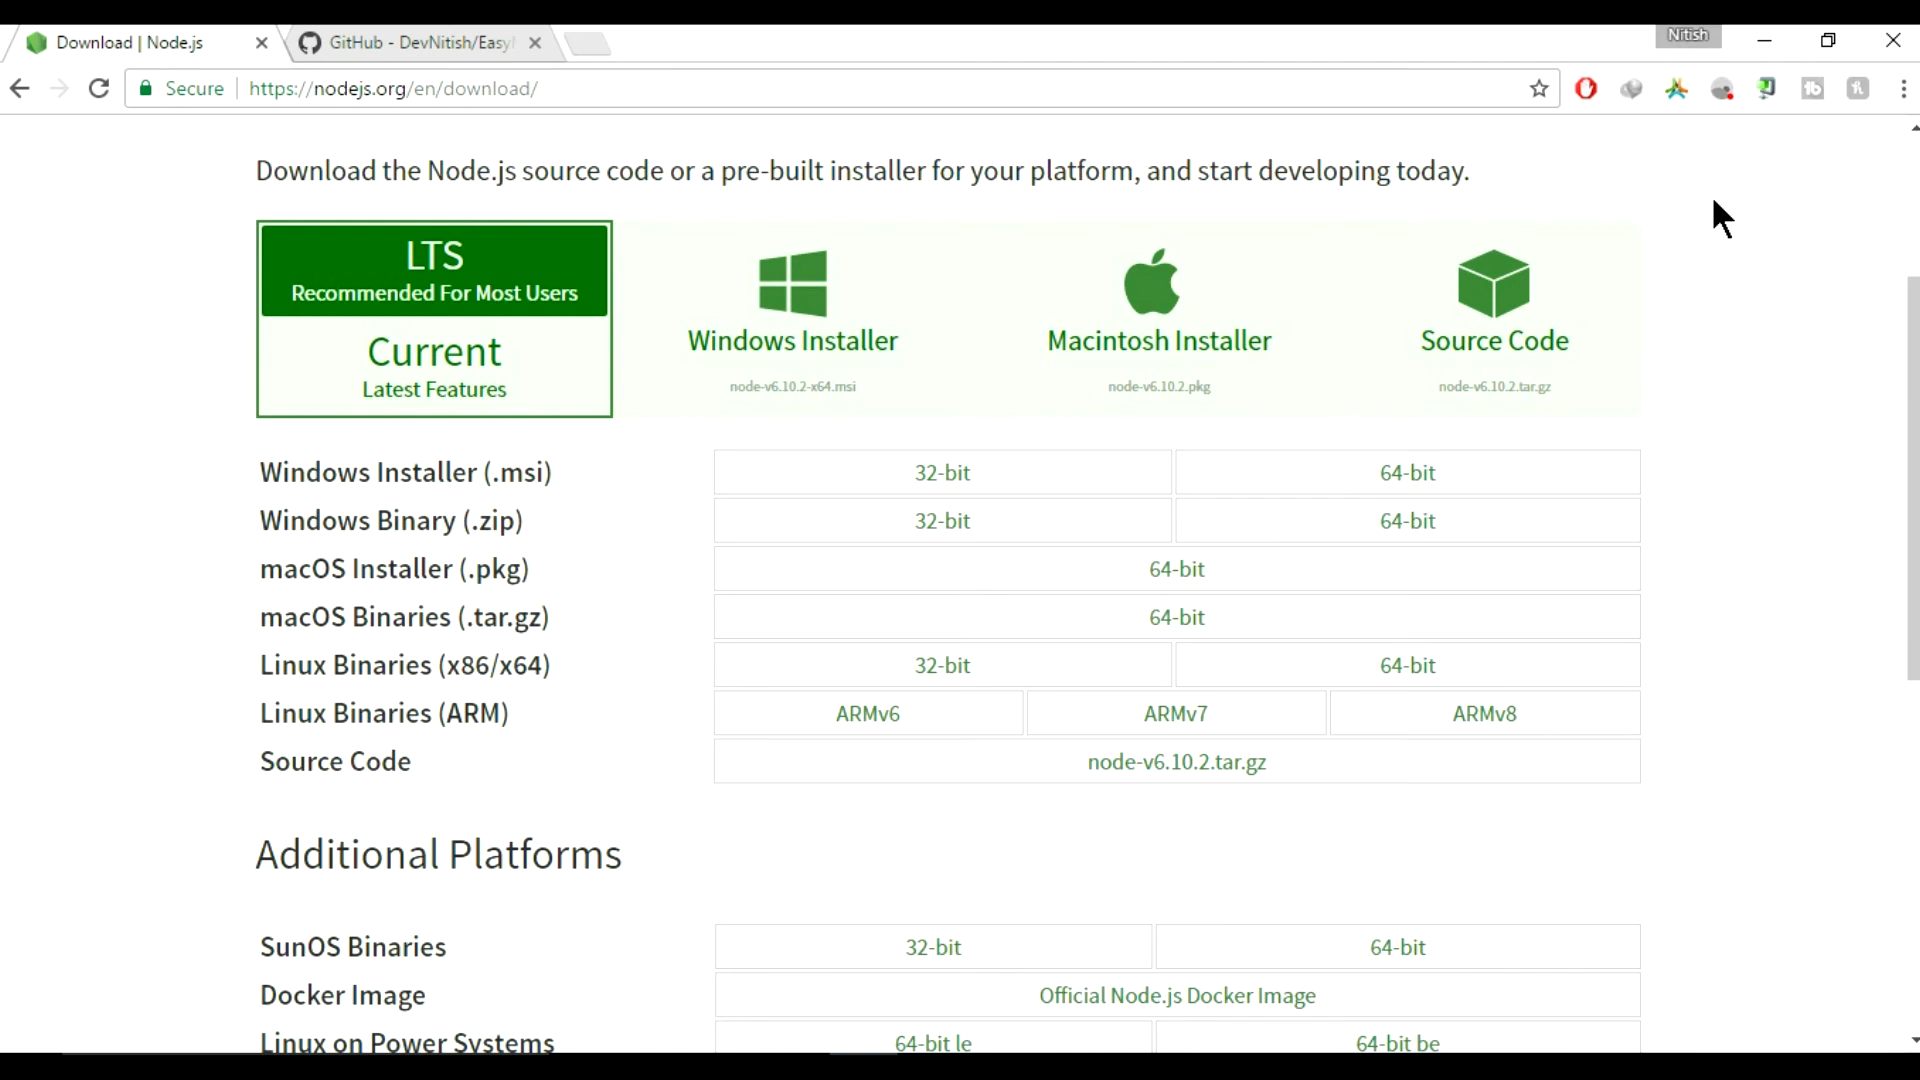 Download | Node.js
GitHub - DevNitish/Easy
Nitish
Secure
https://nodejs.org/en/download/
Download the Node.js source code or a pre-built installer for your platform, and start developing today.
LTS
Recommended For Most Users
Current
Latest Features
Windows Installer
node-v6.10.2-x64.msi
Macintosh Installer
node-v6.10.2.pkg
Source Code
node-v6.10.2.tar.gz
Windows Installer (.msi) 32-bit 64-bit
Windows Binary (.zip) 32-bit 64-bit
macOS Installer (.pkg) 64-bit
macOS Binaries (.tar.gz) 64-bit
Linux Binaries (x86/x64) 32-bit 64-bit
Linux Binaries (ARM) ARMv6 ARMv7 ARMv8
Source Code node-v6.10.2.tar.gz
Additional Platforms
SunOS Binaries 32-bit 64-bit
Docker Image Official Node.js Docker Image
Linux on Power Systems 64-bit le 64-bit be